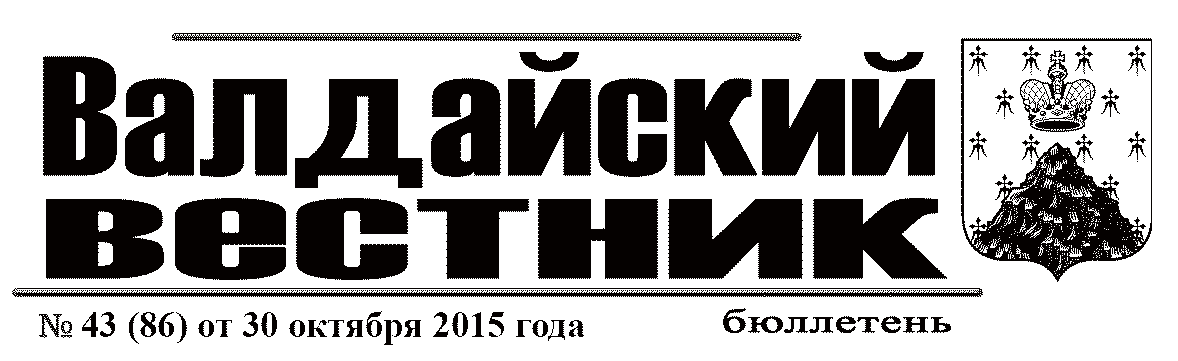 Валдайский
вестник
№ 43 (86) от 30 октября 2015 года
бюллетень